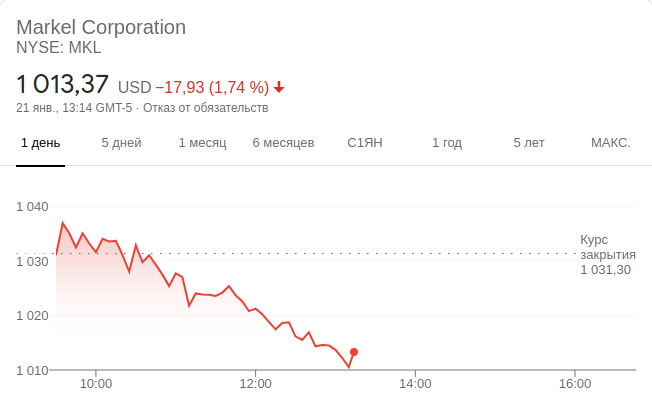 Markel Corporation
NYSE: MKL
1 013,37 USD −17,93 (1,74 %)
21 янв., 13:14 GMT-5 · Отказ от обязательств
1 день 5 дней 1 месяц 6 месяцев С1ЯН 1 год 5 лет МАКС.
1 040
Курс
закрытия
1 031,30
1 030
1 020
1 010
10:00 12:00 14:00 16:00